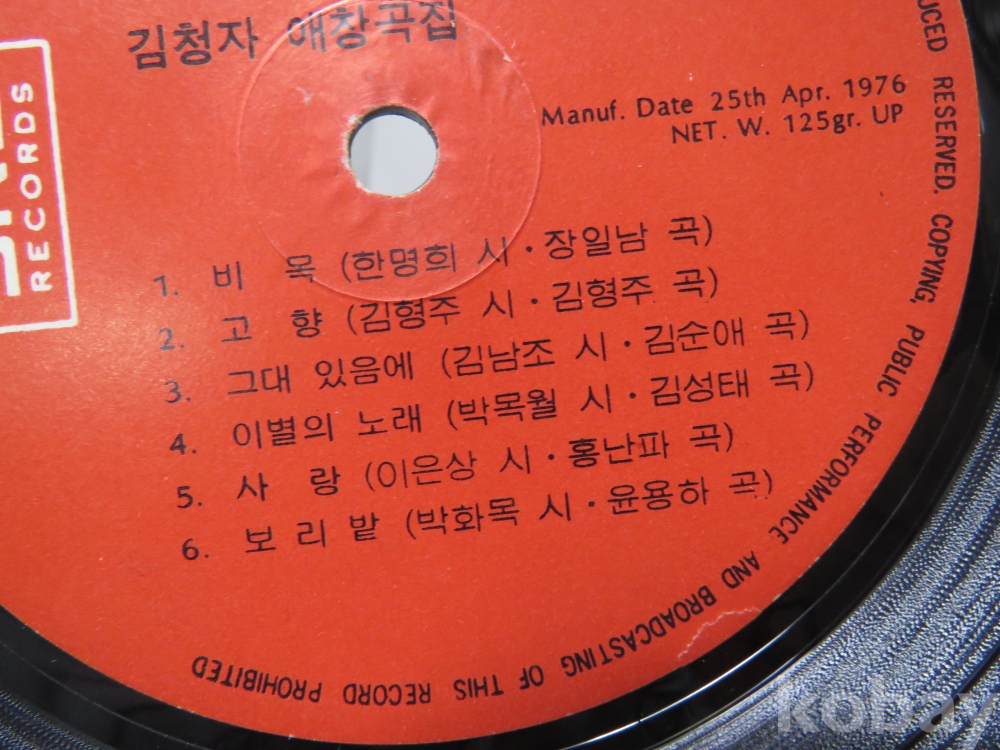 김청자 애창곡집
RECORDS
Manuf. Date 25th Apr. 1976
NET. W. 125gr. UP
1. 비 목 (한명희 시·장일남 곡)
2. 고 향 (김형주 시·김형주 곡)
3. 그대 있음에 (김남조 시·김순애 곡)
4. 이별의 노래 (박목월 시·김성태 곡)
5. 사 랑 (이은상 시·홍난파 곡)
6. 보 리 밭 (박화목 시·윤용하 곡)
UCED RESERVED. COPYING, PUBLIC PERFORMANCE AND BROADCASTING OF THIS RECORD PROHIBITED
kobay